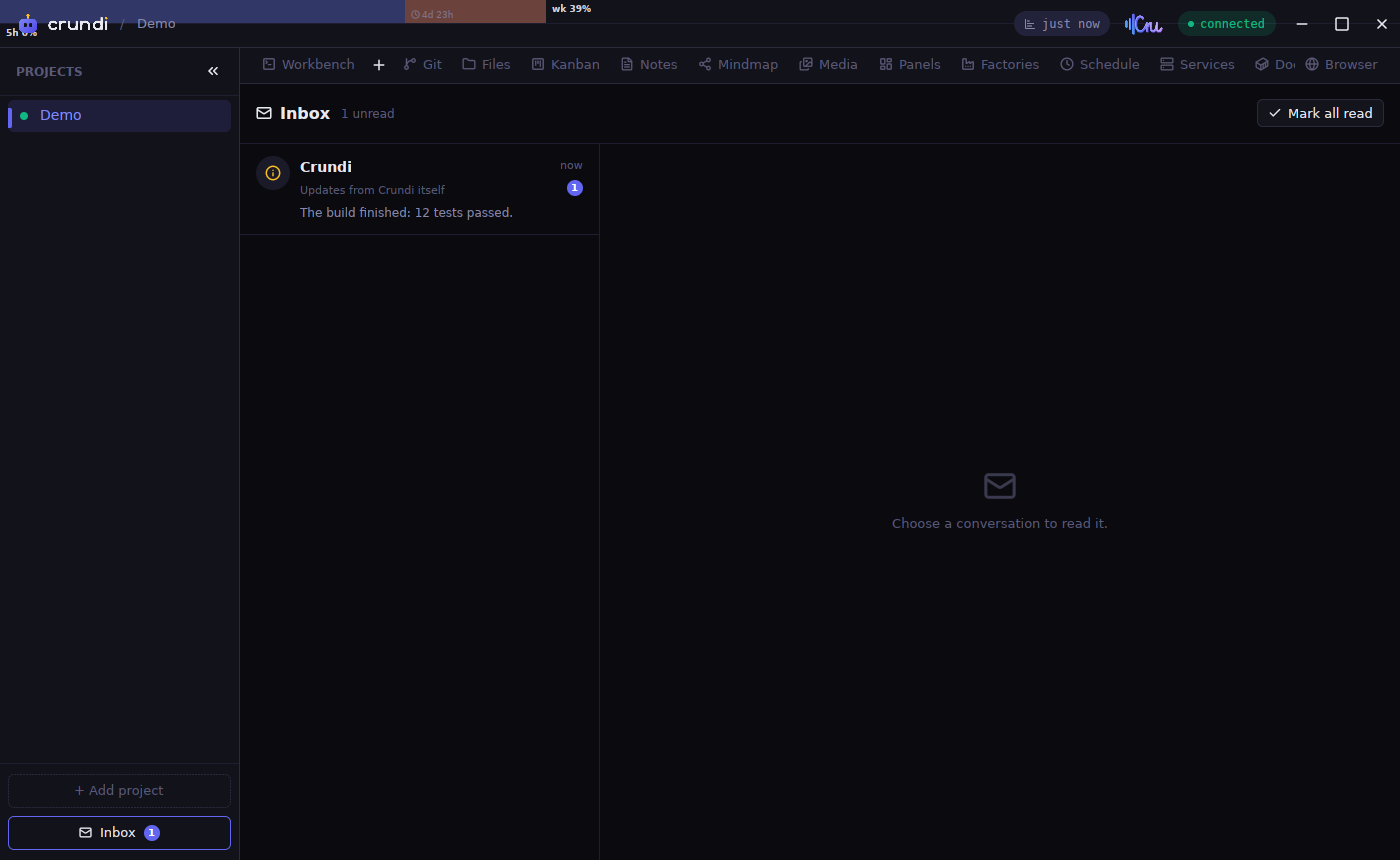 4d 23h
wk 39%
5h 0%
crundi / Demo
just now
Cru
connected
PROJECTS
Workbench
Git
Files
Kanban
Notes
Mindmap
Media
Panels
Factories
Schedule
Services
Doc
Browser
Demo
Inbox 1 unread
Mark all read
Crundi
now
Updates from Crundi itself
1
The build finished: 12 tests passed.
Choose a conversation to read it.
+ Add project
Inbox 1